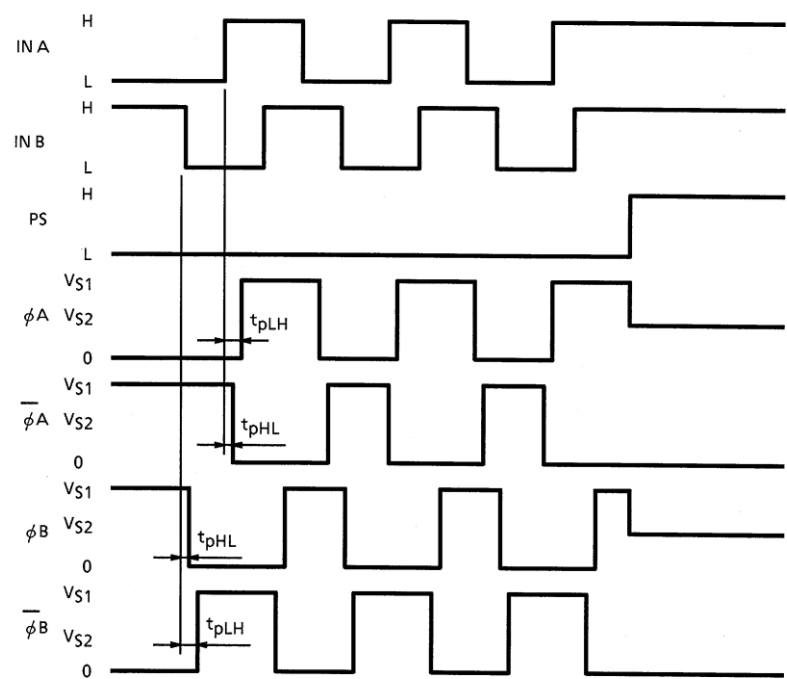 H
IN A
L
H
IN B
L
H
PS
L
VS1
ϕA VS2 tpLH
0
VS1
ϕ̅A VS2 tpHL
0
VS1
ϕB VS2 tpHL
0
VS1
ϕ̅B VS2 tpLH
0